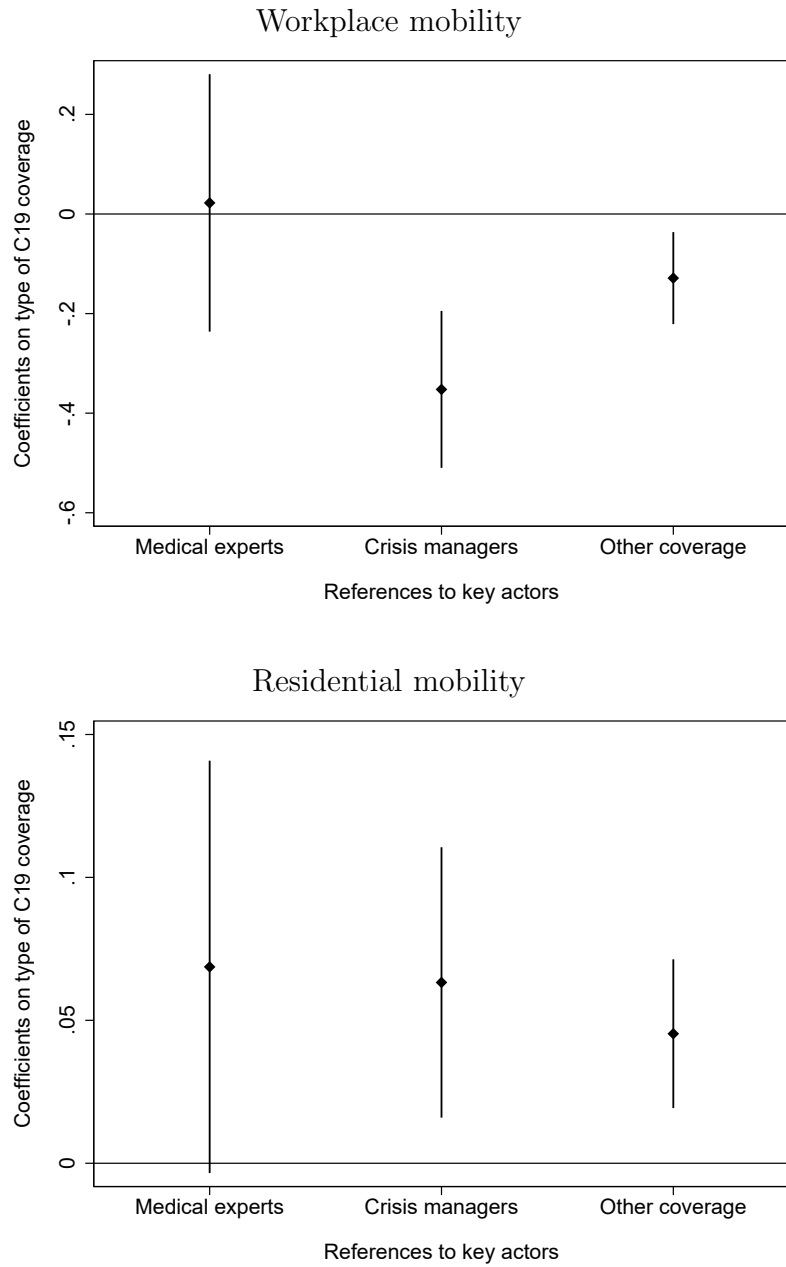 Workplace mobility
Coefficients on type of C19 coverage
.2
0
-.2
-.4
-.6
Medical experts Crisis managers Other coverage
References to key actors
Residential mobility
Coefficients on type of C19 coverage
.15
.1
.05
0
Medical experts Crisis managers Other coverage
References to key actors